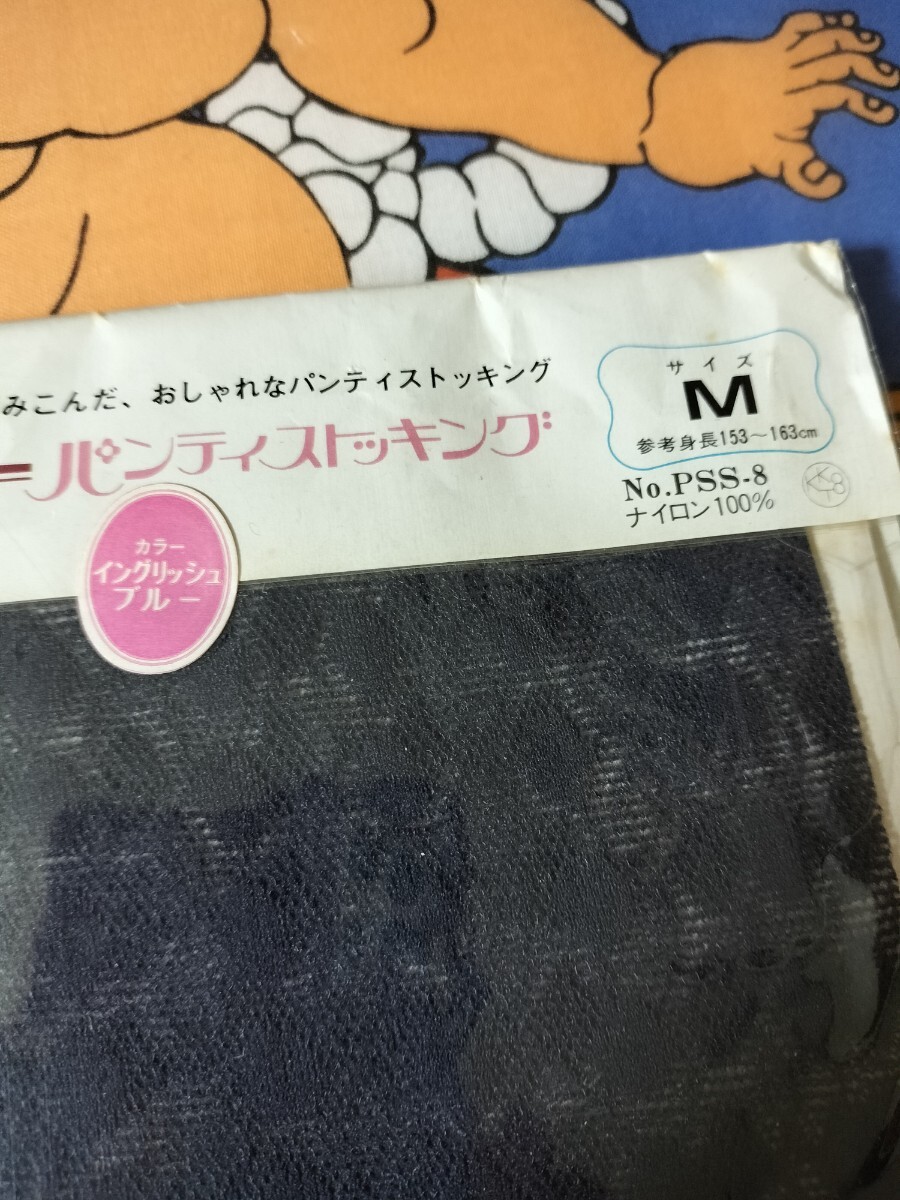 みこんだ、おしゃれなパンティストッキング
ーパンティストッキング
サイズ
M
参考身長153～163cm
No.PSS-8
ナイロン100%
カラー
イングリッシュ
ブルー